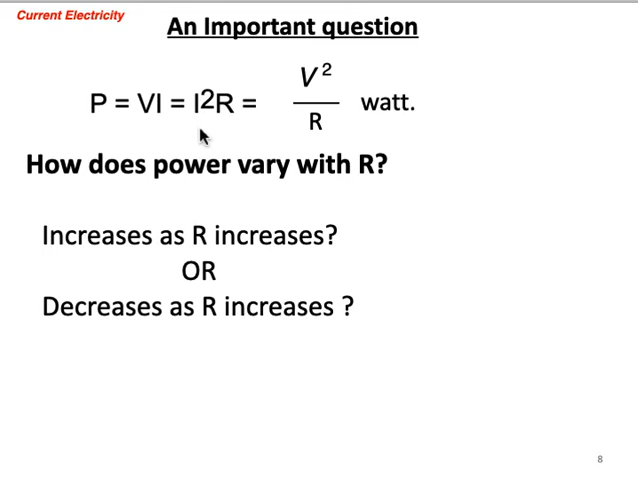 Current Electricity
An Important question
P = VI = I²R = V² / R watt.
How does power vary with R?
Increases as R increases?
OR
Decreases as R increases ?
8